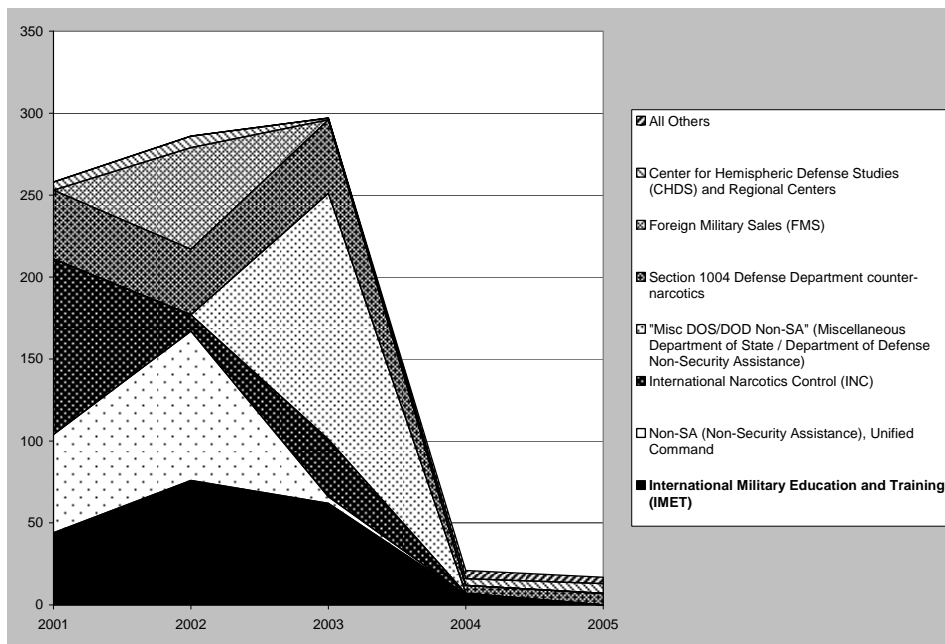 350
300
250
200
150
100
50
0
2001 2002 2003 2004 2005
All Others
Center for Hemispheric Defense Studies
(CHDS) and Regional Centers
Foreign Military Sales (FMS)
Section 1004 Defense Department counter-
narcotics
"Misc DOS/DOD Non-SA" (Miscellaneous
Department of State / Department of Defense
Non-Security Assistance)
International Narcotics Control (INC)
Non-SA (Non-Security Assistance), Unified
Command
International Military Education and Training
(IMET)